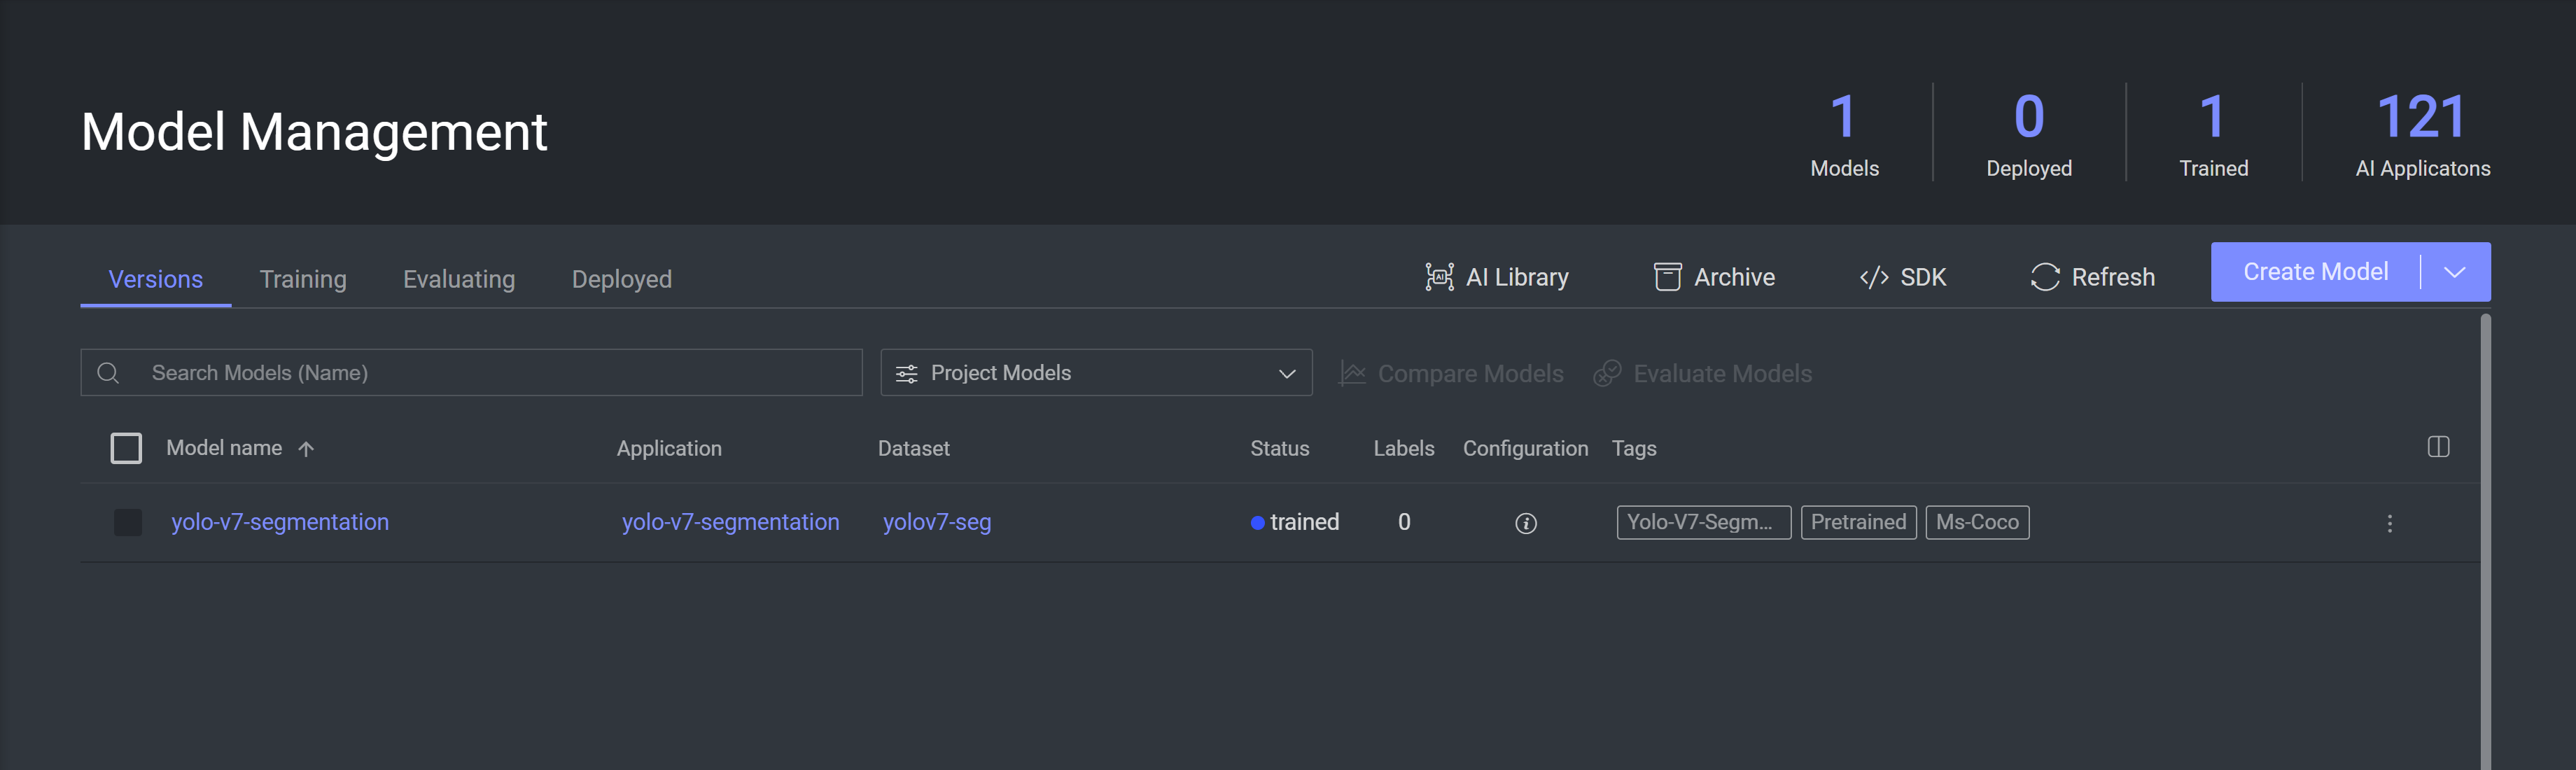 Model Management
1
Models
0
Deployed
1
Trained
121
AI Applicatons
Versions Training Evaluating Deployed
AI Library Archive SDK Refresh Create Model
Search Models (Name) Project Models Compare Models Evaluate Models
Model name Application Dataset Status Labels Configuration Tags
yolo-v7-segmentation yolo-v7-segmentation yolov7-seg trained 0 Yolo-V7-Segm... Pretrained Ms-Coco